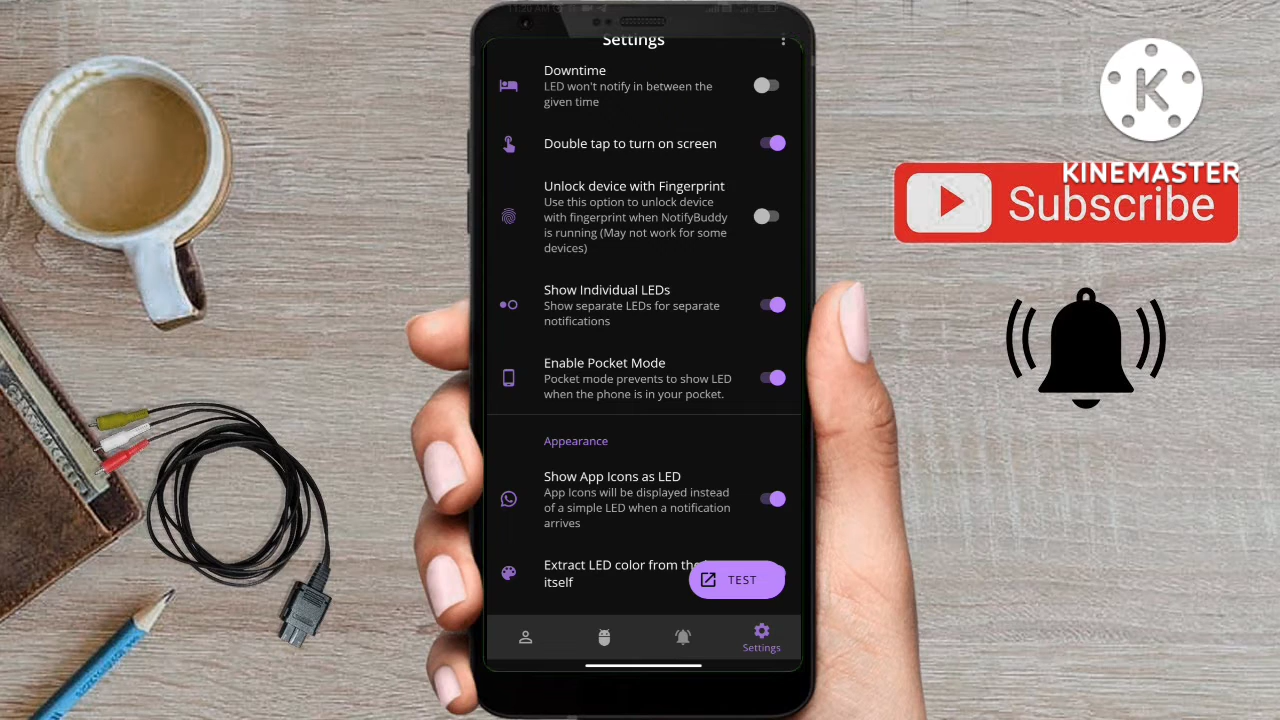 Settings
Downtime
LED won't notify in between the
given time
Double tap to turn on screen
Unlock device with Fingerprint
Use this option to unlock device
with fingerprint when NotifyBuddy
is running (May not work for some
devices)
Show Individual LEDs
Show separate LEDs for separate
notifications
Enable Pocket Mode
Pocket mode prevents to show LED
when the phone is in your pocket.
Appearance
Show App Icons as LED
App Icons will be displayed instead
of a simple LED when a notification
arrives
Extract LED color from the
itself
TEST
Settings
K
KINEMASTER
Subscribe